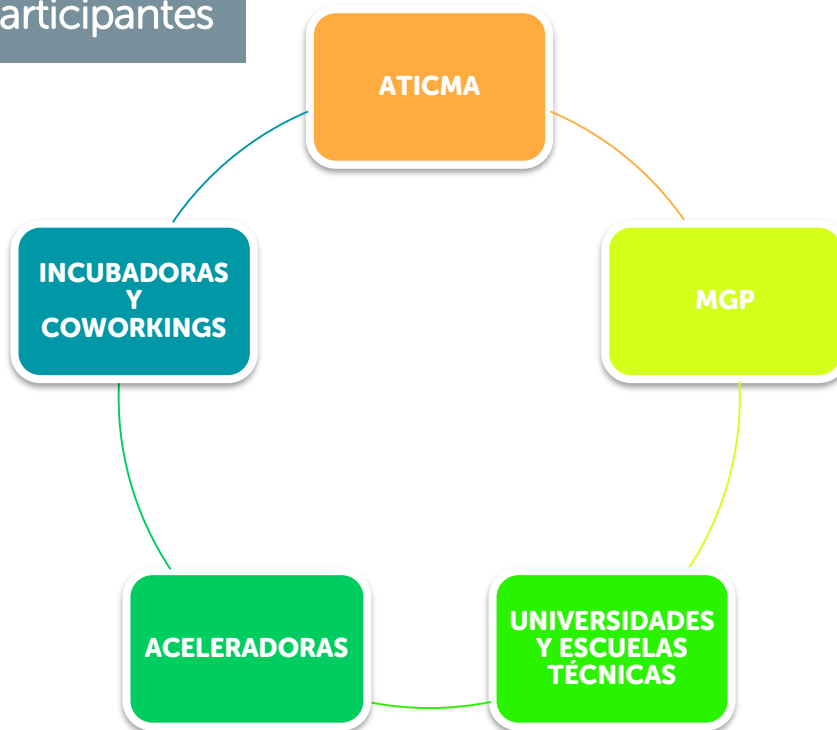 articipantes
ATICMA
INCUBADORAS
Y
COWORKINGS
MGP
ACELERADORAS
UNIVERSIDADES
Y ESCUELAS
TÉCNICAS